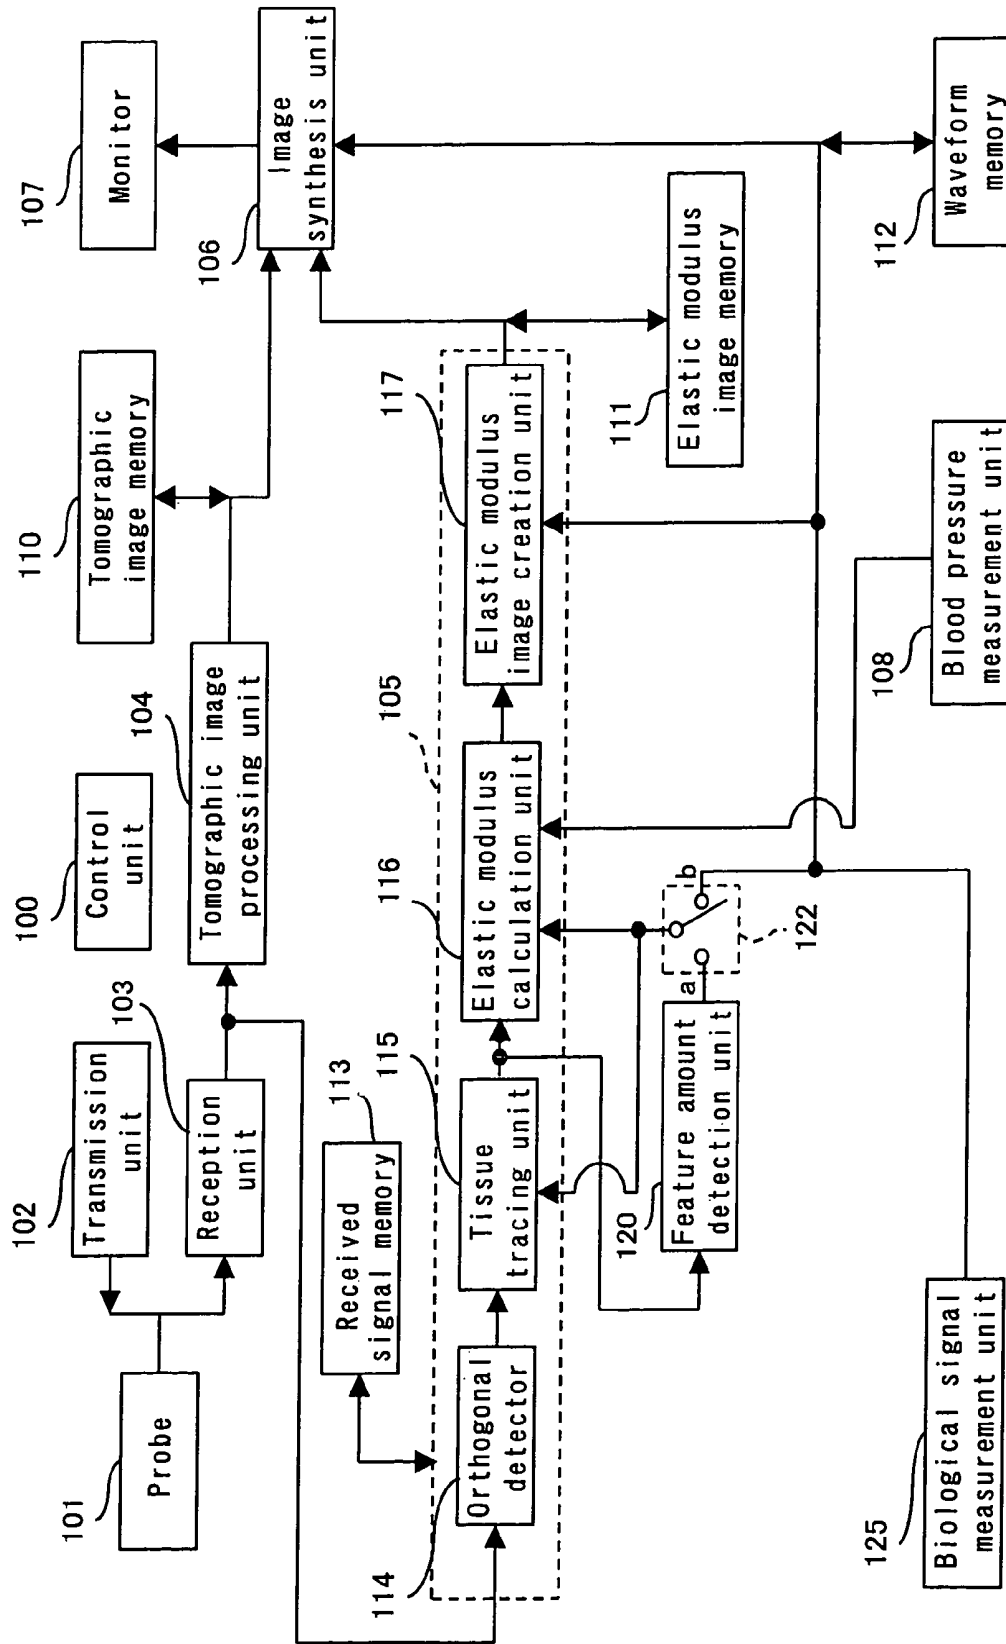 100
Control
unit
102
Transmission
unit
101
Probe
103
Reception
unit
104
Tomographic image
processing unit
110
Tomographic
image memory
107
Monitor
106
Image
synthesis unit
113
Received
signal memory
105
114
Orthogonal
detector
115
Tissue
tracing unit
116
Elastic modulus
calculation unit
117
Elastic modulus
image creation unit
111
Elastic modulus
image memory
120
Feature amount
detection unit
a
b
122
125
Biological signal
measurement unit
108
Blood pressure
measurement unit
112
Waveform
memory